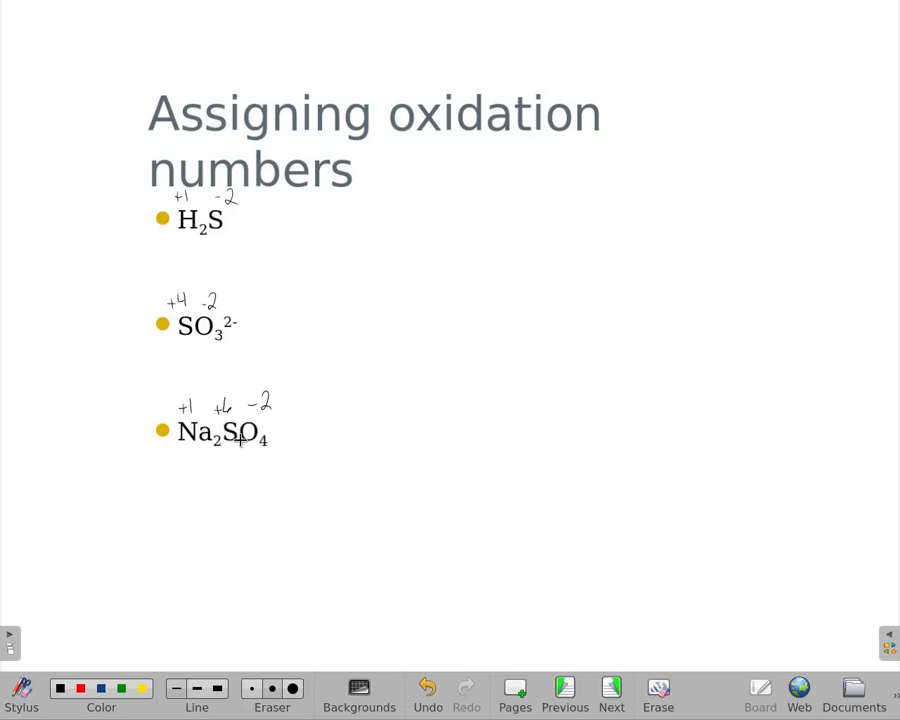 Assigning oxidation
numbers
+1 -2
H₂S
+4 -2
SO₃²⁻
+1 +6 -2
Na₂SO₄
Stylus Color Line Eraser Backgrounds Undo Redo Pages Previous Next Erase Board Web Documents